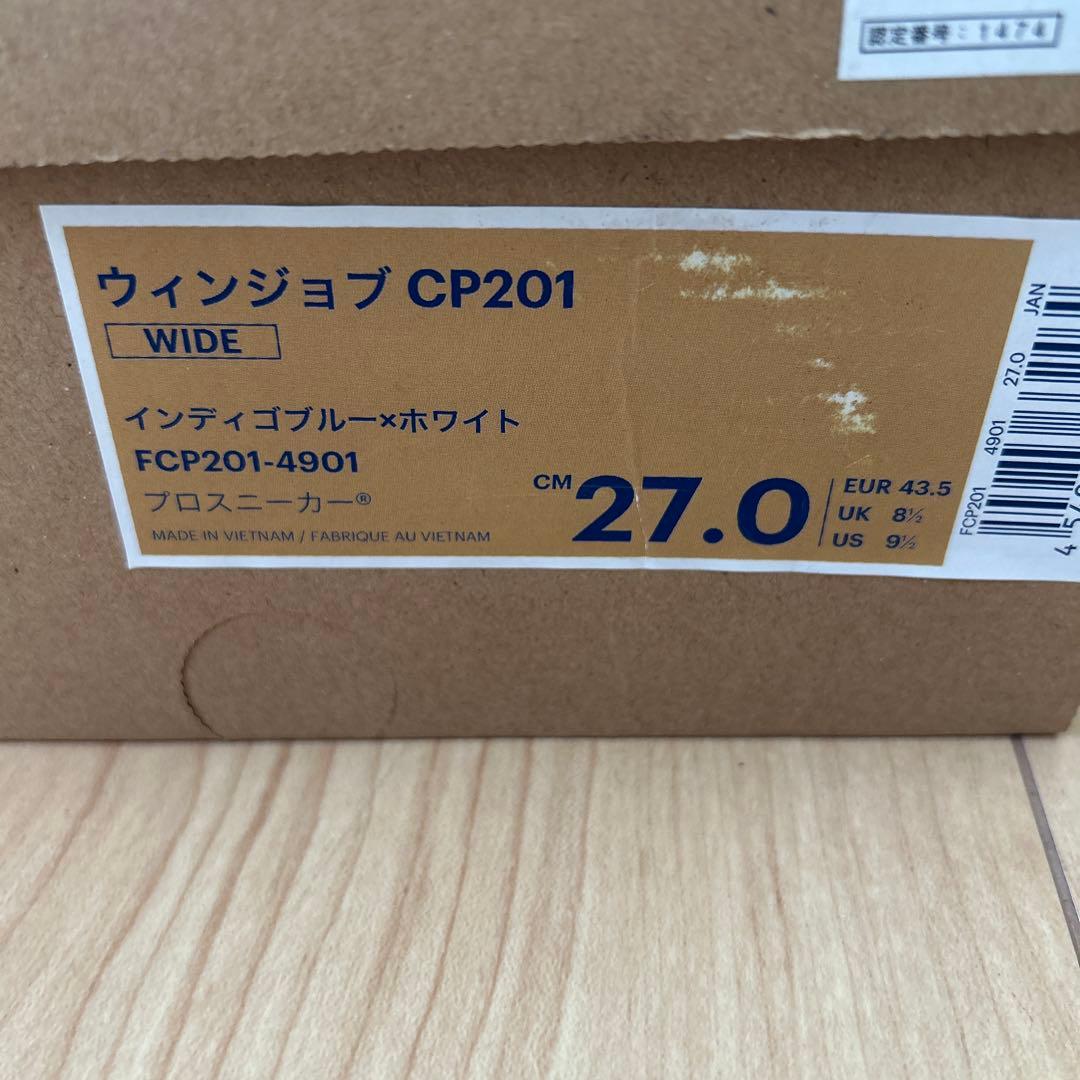 認定番号：1474
ウィンジョブ CP201
WIDE
インディゴブルー×ホワイト
FCP201-4901
プロスニーカー®
MADE IN VIETNAM / FABRIQUE AU VIETNAM
CM 27.0
EUR 43.5
UK 8½
US 9½
FCP201 4901 27.0 JAN